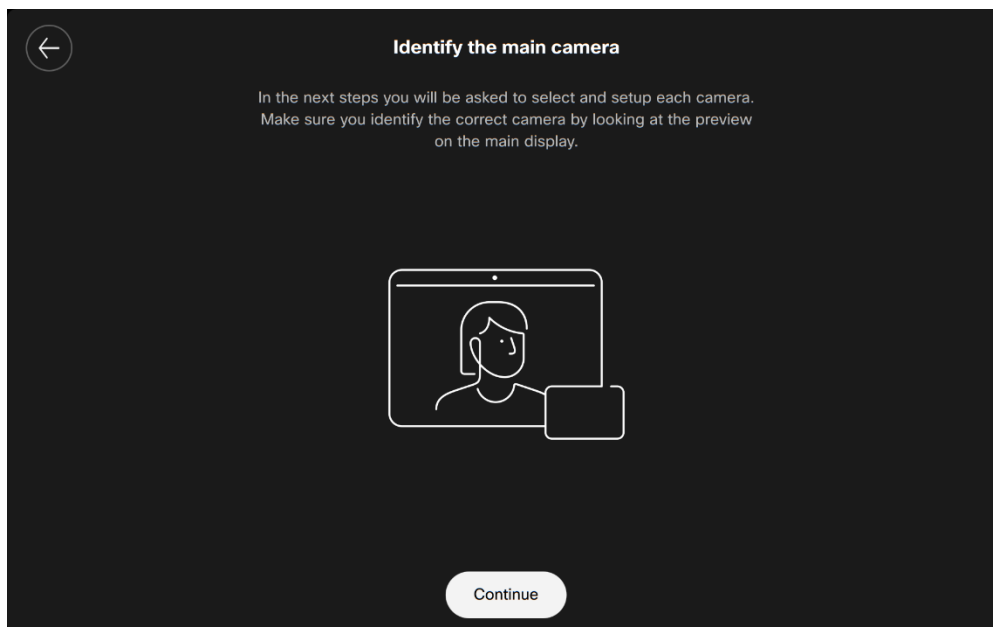 Identify the main camera
In the next steps you will be asked to select and setup each camera.
Make sure you identify the correct camera by looking at the preview
on the main display.
Continue